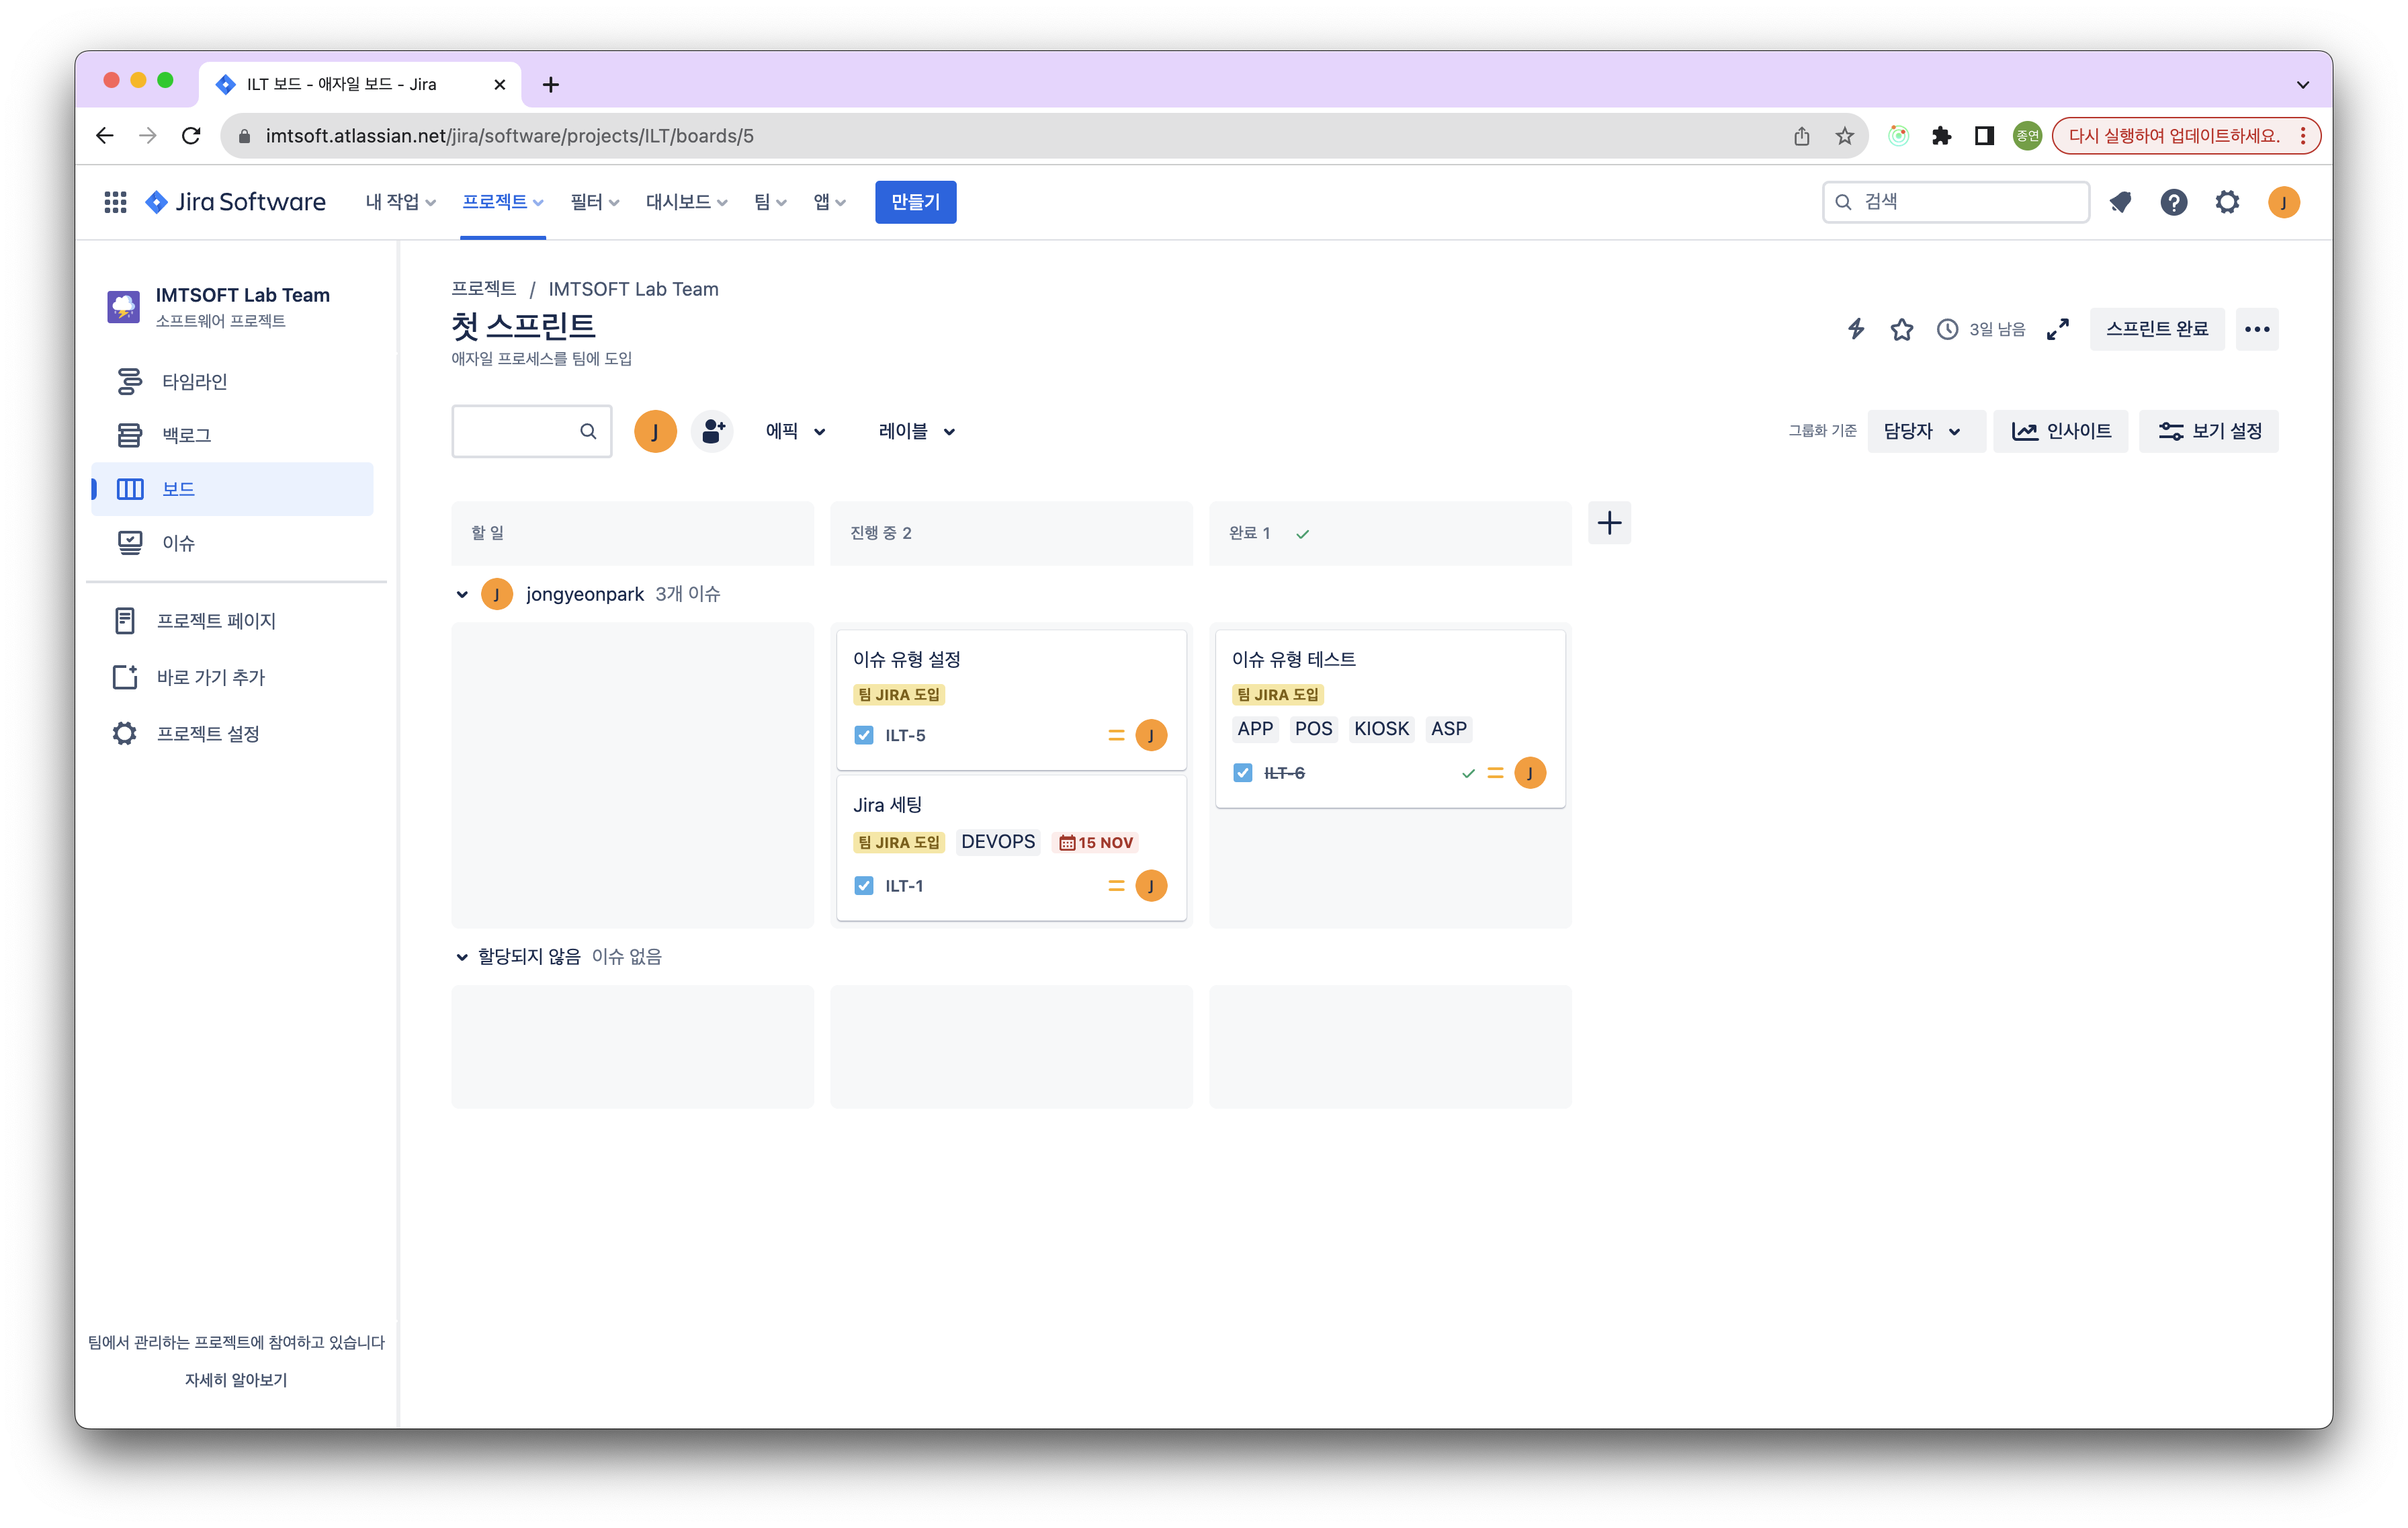 ILT 보드 - 애자일 보드 - Jira
imtsoft.atlassian.net/jira/software/projects/ILT/boards/5
종연
다시 실행하여 업데이트하세요.
Jira Software
내 작업
프로젝트
필터
대시보드
팀
앱
만들기
검색
J
IMTSOFT Lab Team
소프트웨어 프로젝트
타임라인
백로그
보드
이슈
프로젝트 페이지
바로 가기 추가
프로젝트 설정
팀에서 관리하는 프로젝트에 참여하고 있습니다
자세히 알아보기
프로젝트 / IMTSOFT Lab Team
첫 스프린트
애자일 프로세스를 팀에 도입
3일 남음
스프린트 완료
J
에픽
레이블
그룹화 기준
담당자
인사이트
보기 설정
할 일
진행 중 2
완료 1
J jongyeonpark 3개 이슈
이슈 유형 설정
팀 JIRA 도입
ILT-5
J
Jira 세팅
팀 JIRA 도입 DEVOPS 15 NOV
ILT-1
J
이슈 유형 테스트
팀 JIRA 도입
APP POS KIOSK ASP
ILT-6
J
할당되지 않음 이슈 없음